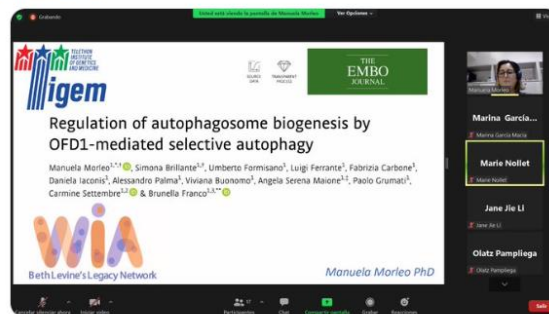 Grabando
Usted está viendo la pantalla de Manuela Morleo
Ver Opciones
TELETHON
INSTITUTE
OF GENETICS
AND MEDICINE
Tigem
SOURCE
DATA
TRANSPARENT
PROCESS
THE
EMBO
JOURNAL
Regulation of autophagosome biogenesis by
OFD1-mediated selective autophagy
Manuela Morleo, Simona Brillante, Umberto Formisano, Luigi Ferrante, Fabrizia Carbone,
Daniela Iaconis, Alessandro Palma, Viviana Buonomo, Angela Serena Maione, Paolo Grumati,
Carmine Settembre & Brunella Franco
WIA
Beth Levine's Legacy Network
Manuela Morleo PhD
Manuela Morleo
Marina García...
Marina García Macia
Marie Nollet
Marie Nollet
Jane Jie Li
Jane Jie Li
Olatz Pampliega
Olatz Pampliega
Cancelar silenciar ahora
Iniciar video
Participantes
Chat
Compartir pantalla
Grabar
Reacciones